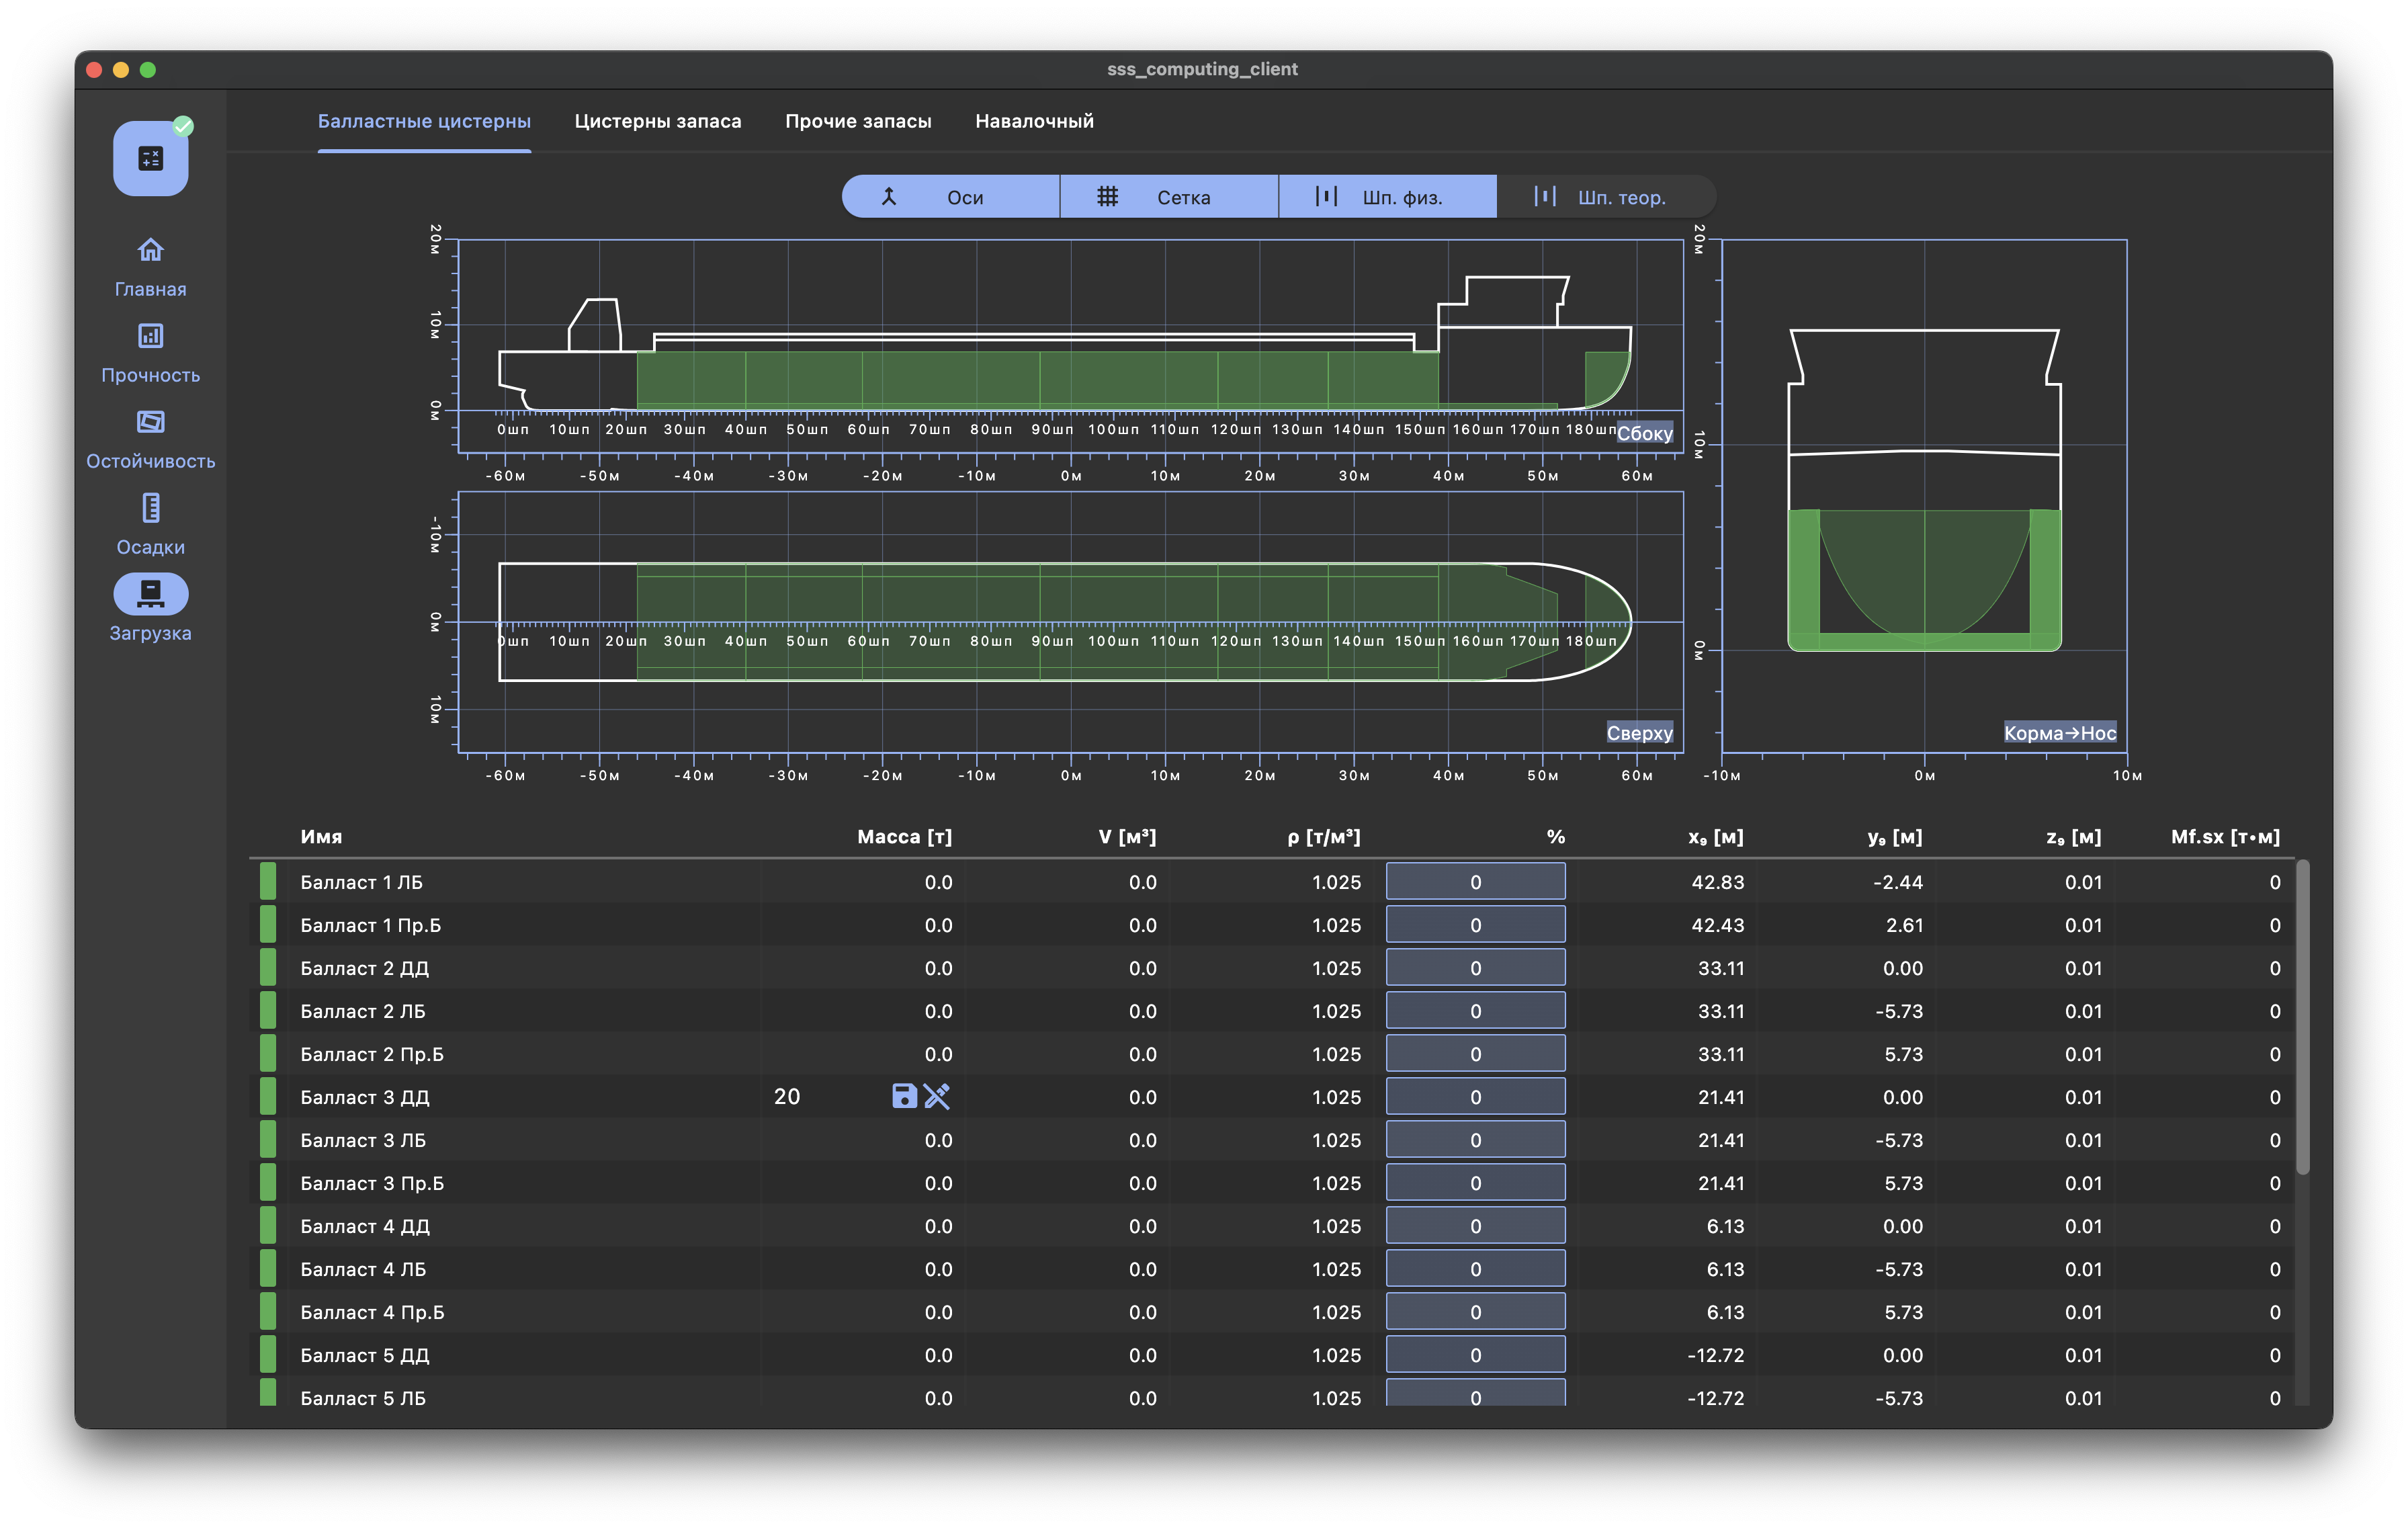 sss_computing_client
Балластные цистерны Цистерны запаса Прочие запасы Навалочный
Главная
Прочность
Остойчивость
Осадки
Загрузка
Оси Сетка Шп. физ. Шп. теор.
20м
10м
0м
0шп 10шп 20шп 30шп 40шп 50шп 60шп 70шп 80шп 90шп 100шп 110шп 120шп 130шп 140шп 150шп 160шп 170шп 180шп
Сбоку
-60м -50м -40м -30м -20м -10м 0м 10м 20м 30м 40м 50м 60м
-10м
0м
10м
0шп 10шп 20шп 30шп 40шп 50шп 60шп 70шп 80шп 90шп 100шп 110шп 120шп 130шп 140шп 150шп 160шп 170шп 180шп
Сверху
-60м -50м -40м -30м -20м -10м 0м 10м 20м 30м 40м 50м 60м
20м
10м
0м
Корма→Нос
-10м 0м 10м
Имя Масса [т] V [м³] ρ [т/м³] % x₉ [м] y₉ [м] z₉ [м] Mf.sx [т•м]
Балласт 1 ЛБ 0.0 0.0 1.025 0 42.83 -2.44 0.01 0
Балласт 1 Пр.Б 0.0 0.0 1.025 0 42.43 2.61 0.01 0
Балласт 2 ДД 0.0 0.0 1.025 0 33.11 0.00 0.01 0
Балласт 2 ЛБ 0.0 0.0 1.025 0 33.11 -5.73 0.01 0
Балласт 2 Пр.Б 0.0 0.0 1.025 0 33.11 5.73 0.01 0
Балласт 3 ДД 20 0.0 1.025 0 21.41 0.00 0.01 0
Балласт 3 ЛБ 0.0 0.0 1.025 0 21.41 -5.73 0.01 0
Балласт 3 Пр.Б 0.0 0.0 1.025 0 21.41 5.73 0.01 0
Балласт 4 ДД 0.0 0.0 1.025 0 6.13 0.00 0.01 0
Балласт 4 ЛБ 0.0 0.0 1.025 0 6.13 -5.73 0.01 0
Балласт 4 Пр.Б 0.0 0.0 1.025 0 6.13 5.73 0.01 0
Балласт 5 ДД 0.0 0.0 1.025 0 -12.72 0.00 0.01 0
Балласт 5 ЛБ 0.0 0.0 1.025 0 -12.72 -5.73 0.01 0